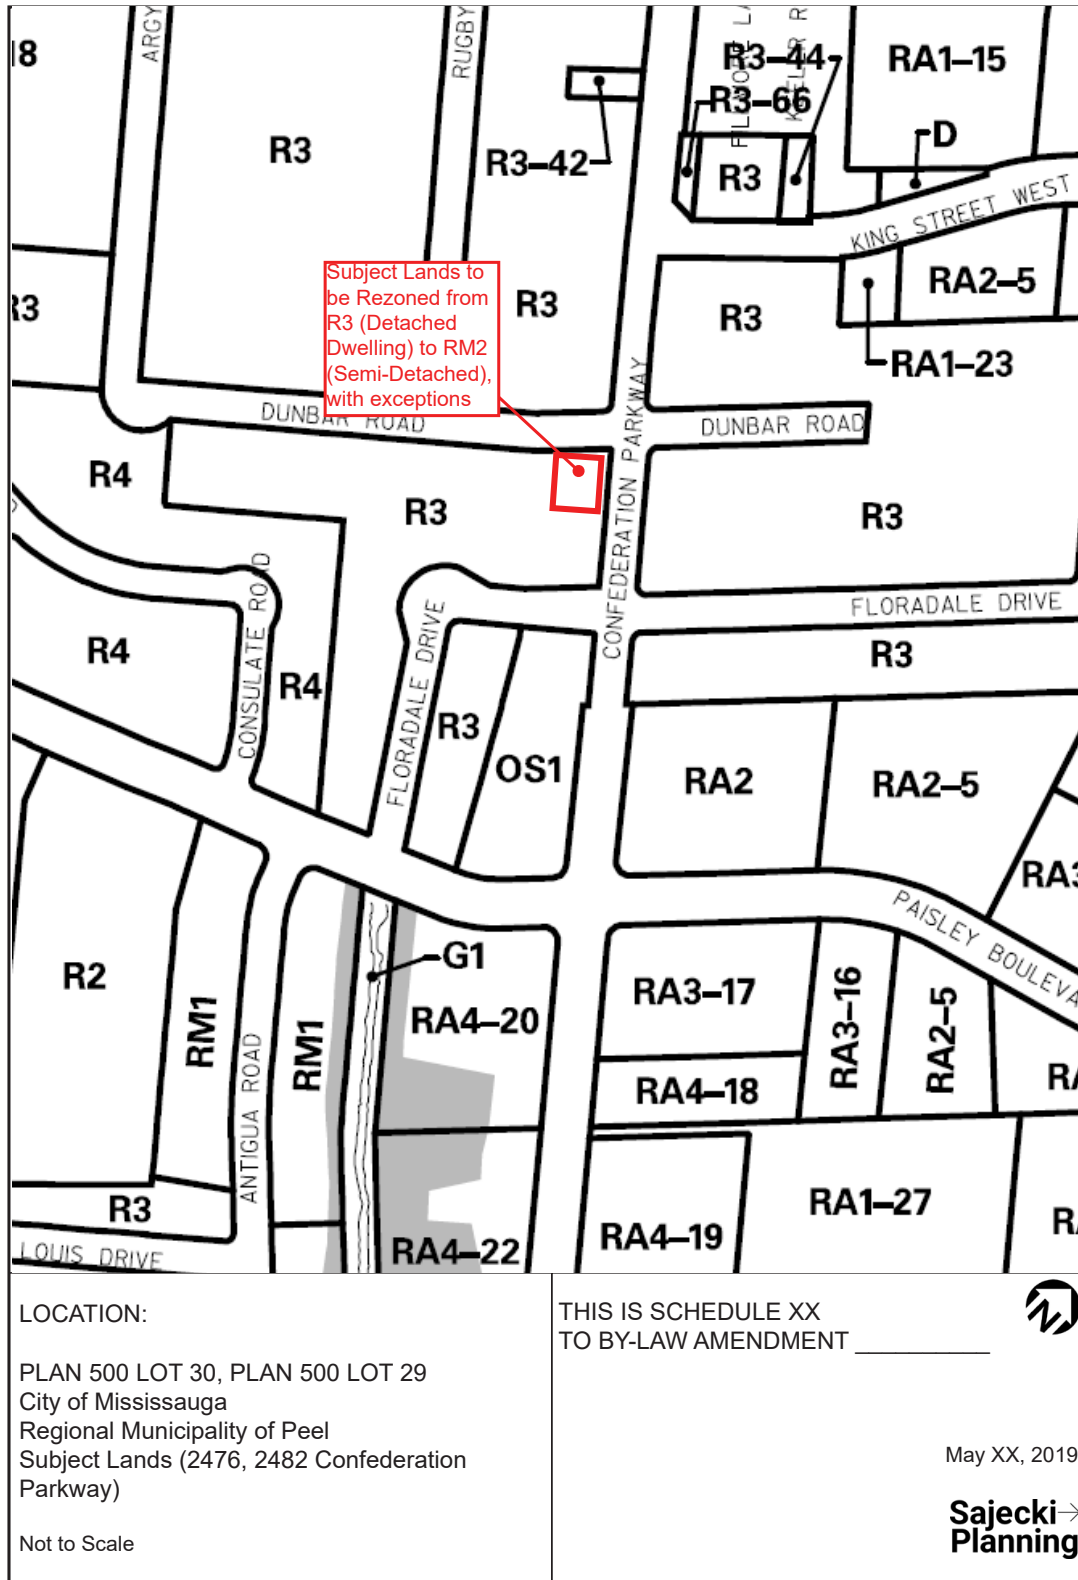 18
ARGY
RUGBY
R3–44
RA1–15
R3–66
D
R3
R3–42
R3
KING STREET WEST
Subject Lands to
be Rezoned from
R3 (Detached
Dwelling) to RM2
(Semi-Detached),
with exceptions
R3
R3
R3
RA2–5
RA1–23
DUNBAR ROAD
DUNBAR ROAD
CONFEDERATION PARKWAY
R4
R3
R3
CONSULATE ROAD
FLORADALE DRIVE
FLORADALE DRIVE
R4
R4
R3
R3
OS1
RA2
RA2–5
RA3
PAISLEY BOULEVA
R2
RM1
RM1
G1
RA4–20
RA3–17
RA3–16
RA2–5
RA4–18
RA
ANTIGUA ROAD
R3
RA4–22
RA4–19
RA1–27
LOUIS DRIVE
LOCATION:
PLAN 500 LOT 30, PLAN 500 LOT 29
City of Mississauga
Regional Municipality of Peel
Subject Lands (2476, 2482 Confederation
Parkway)
Not to Scale
THIS IS SCHEDULE XX
TO BY-LAW AMENDMENT __________
N
May XX, 2019
Sajecki
Planning